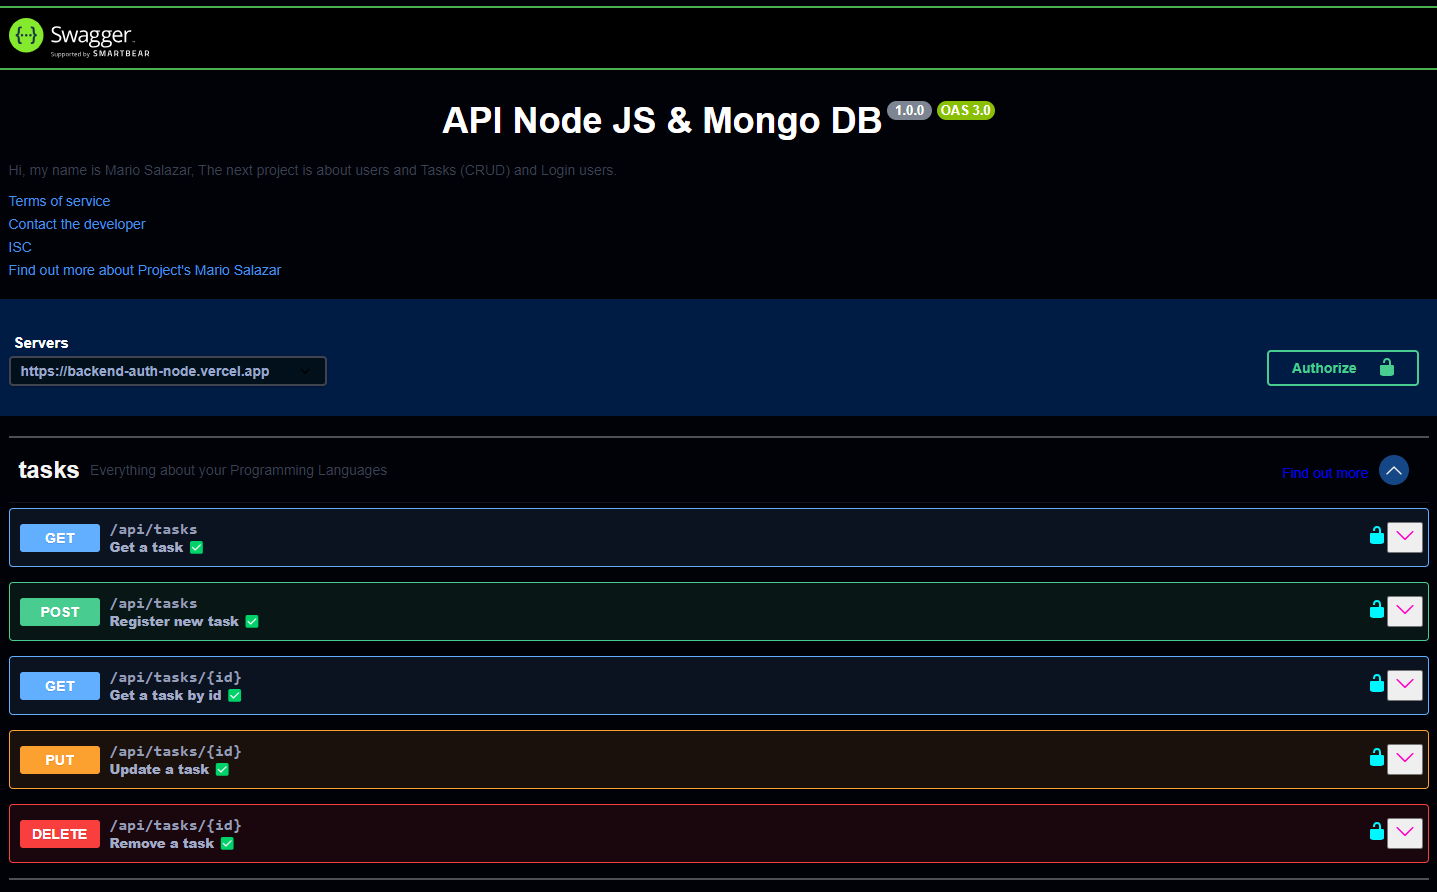 Swagger.
Supported by SMARTBEAR
API Node JS & Mongo DB 1.0.0 OAS 3.0
Hi, my name is Mario Salazar, The next project is about users and Tasks (CRUD) and Login users.
Terms of service
Contact the developer
ISC
Find out more about Project's Mario Salazar
Servers
https://backend-auth-node.vercel.app
Authorize
tasks Everything about your Programming Languages Find out more
GET /api/tasks
Get a task ✅
POST /api/tasks
Register new task ✅
GET /api/tasks/{id}
Get a task by id ✅
PUT /api/tasks/{id}
Update a task ✅
DELETE /api/tasks/{id}
Remove a task ✅